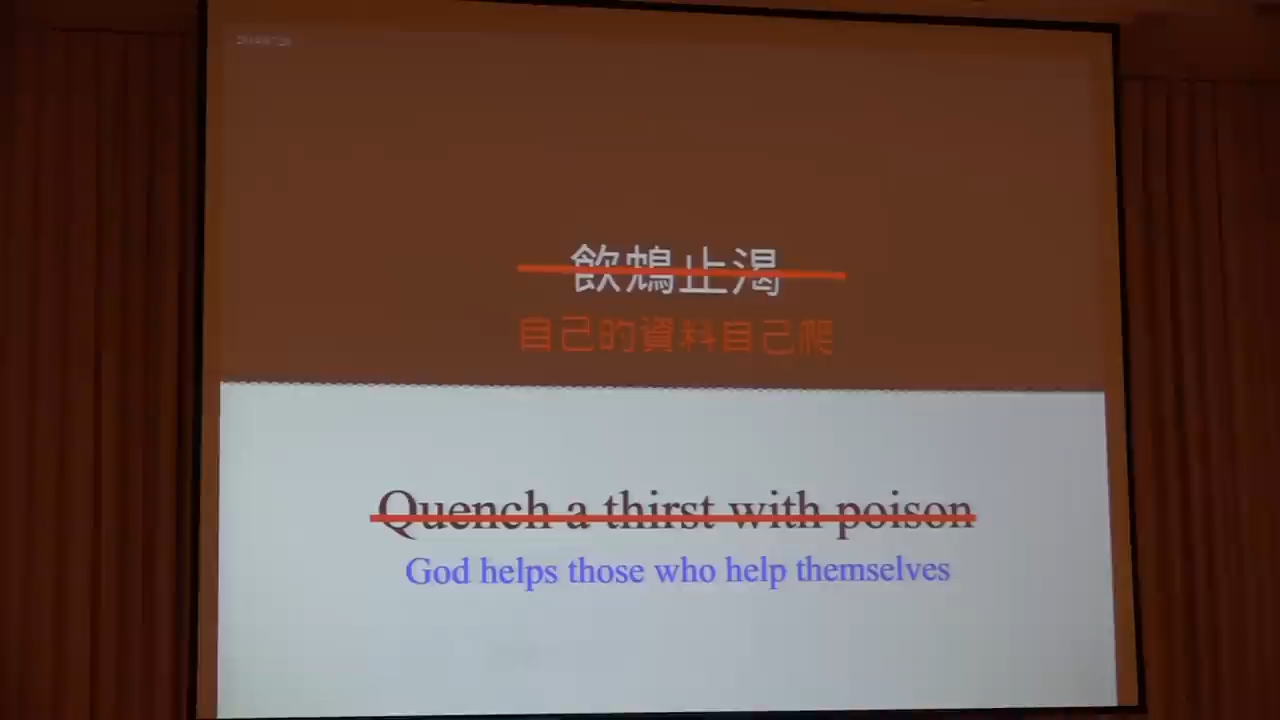 飲鴆止渴
自己的資料自己爬
Quench a thirst with poison
God helps those who help themselves